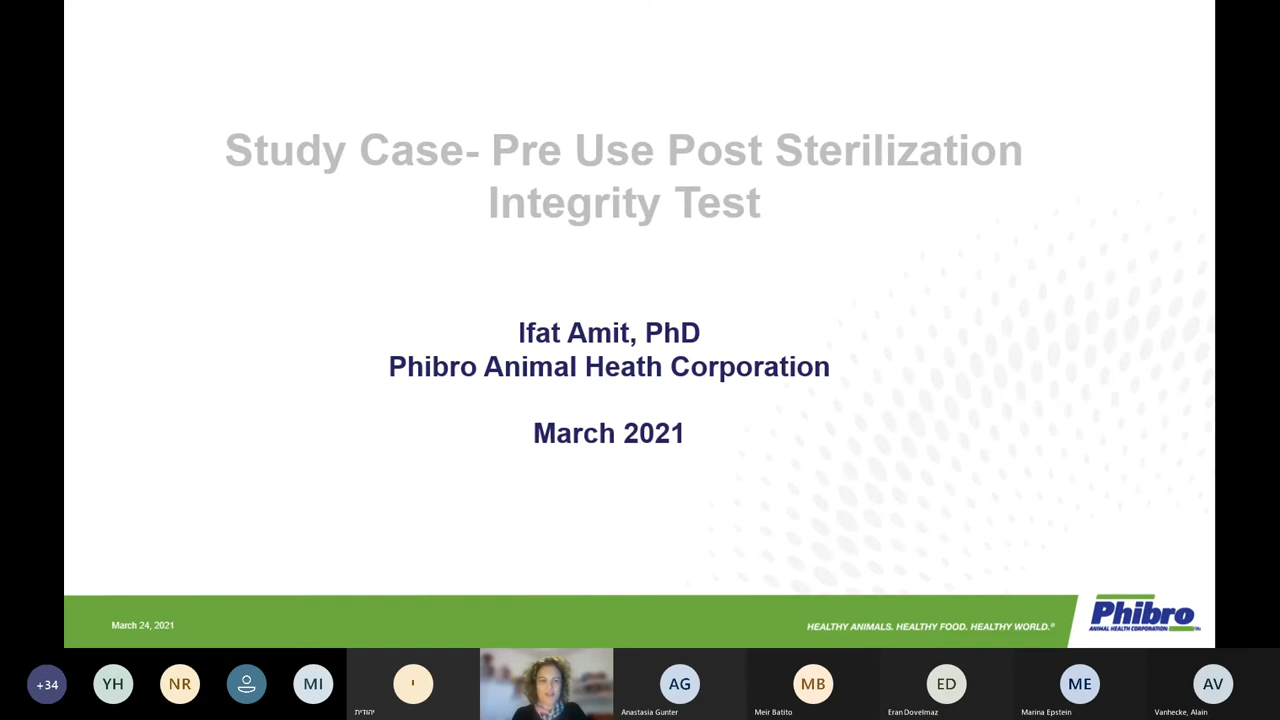 Study Case- Pre Use Post Sterilization
Integrity Test
Ifat Amit, PhD
Phibro Animal Heath Corporation
March 2021
March 24, 2021
HEALTHY ANIMALS. HEALTHY FOOD. HEALTHY WORLD.®
Phibro
ANIMAL HEALTH CORPORATION™
+34
YH
NR
MI
י
AG
MB
ED
ME
AV
יהודית
Anastasia Gunter
Meir Batito
Eran Dovelmaz
Marina Epstein
Vanhecke, Alain